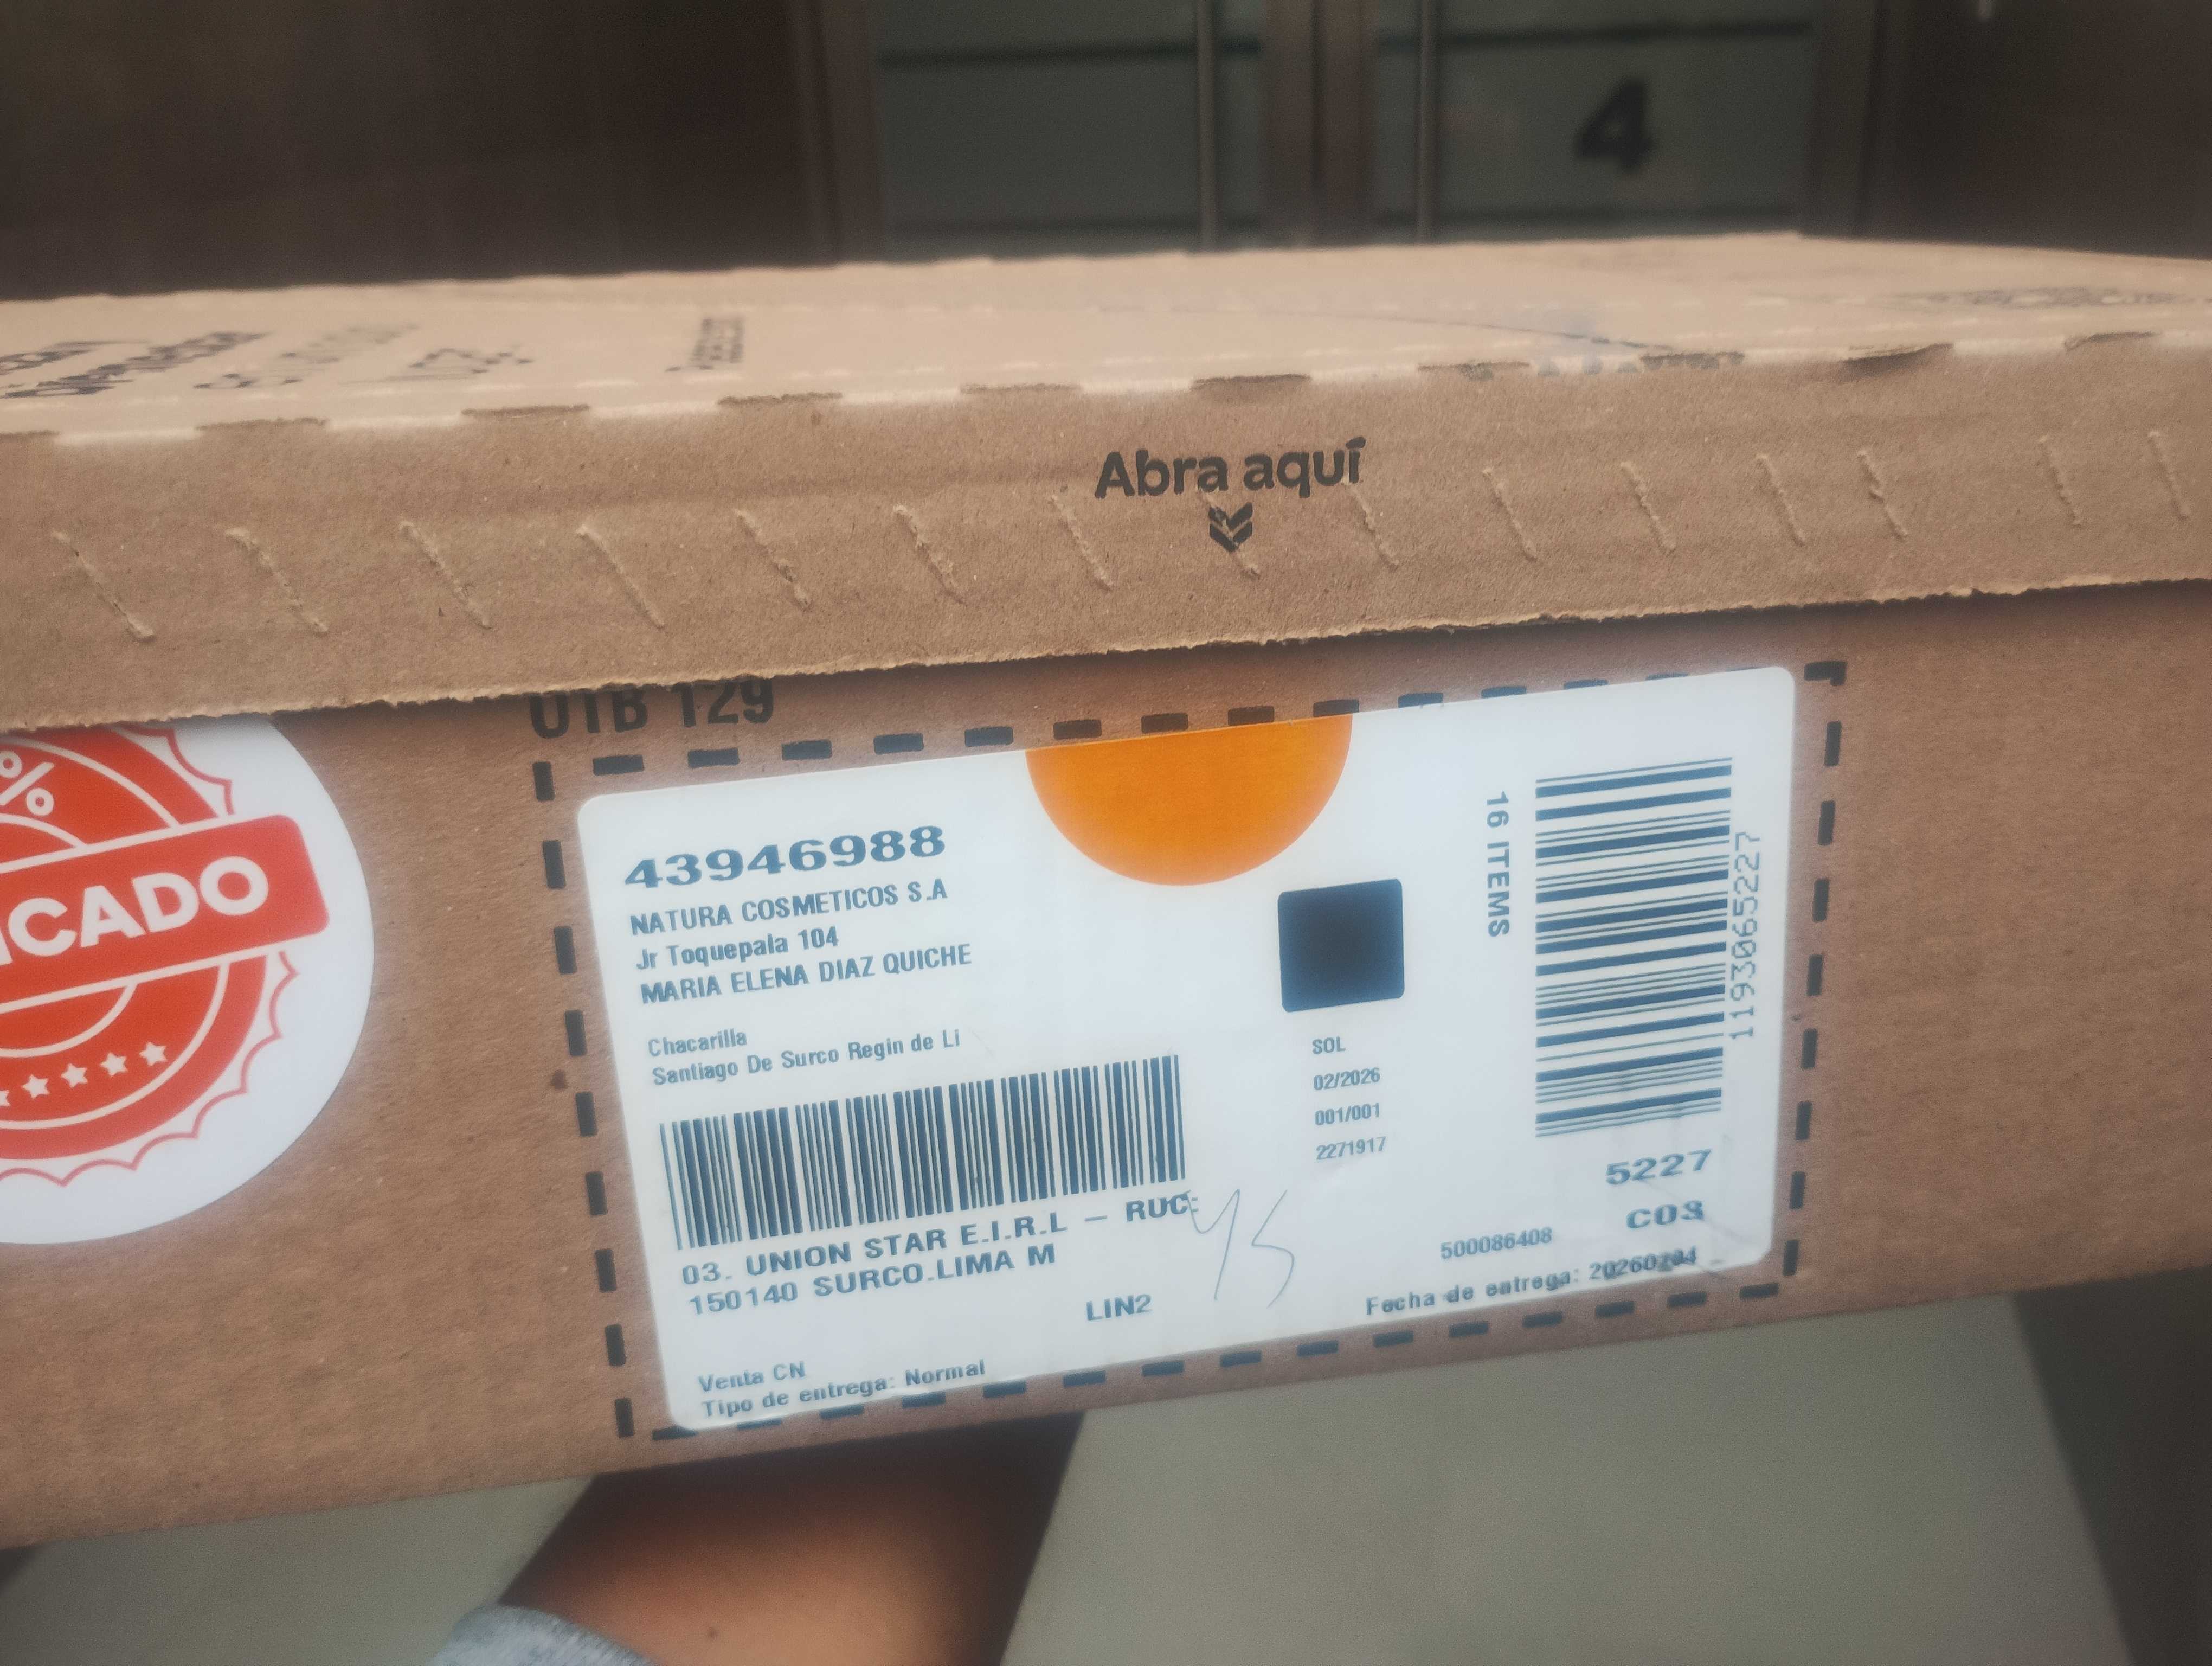 4
Abra aquí
UTB 129
%
ICADO
43946988
NATURA COSMETICOS S.A
Jr Toquepala 104
MARIA ELENA DIAZ QUICHE
Chacarilla
Santiago De Surco Regin de Li
03. UNION STAR E.I.R.L – RUC:
150140 SURCO.LIMA M
LIN2
Venta CN
Tipo de entrega: Normal
SOL
02/2026
001/001
2271917
16 ITEMS
1193065227
5227
COS
500086408
Fecha de entrega: 20260204